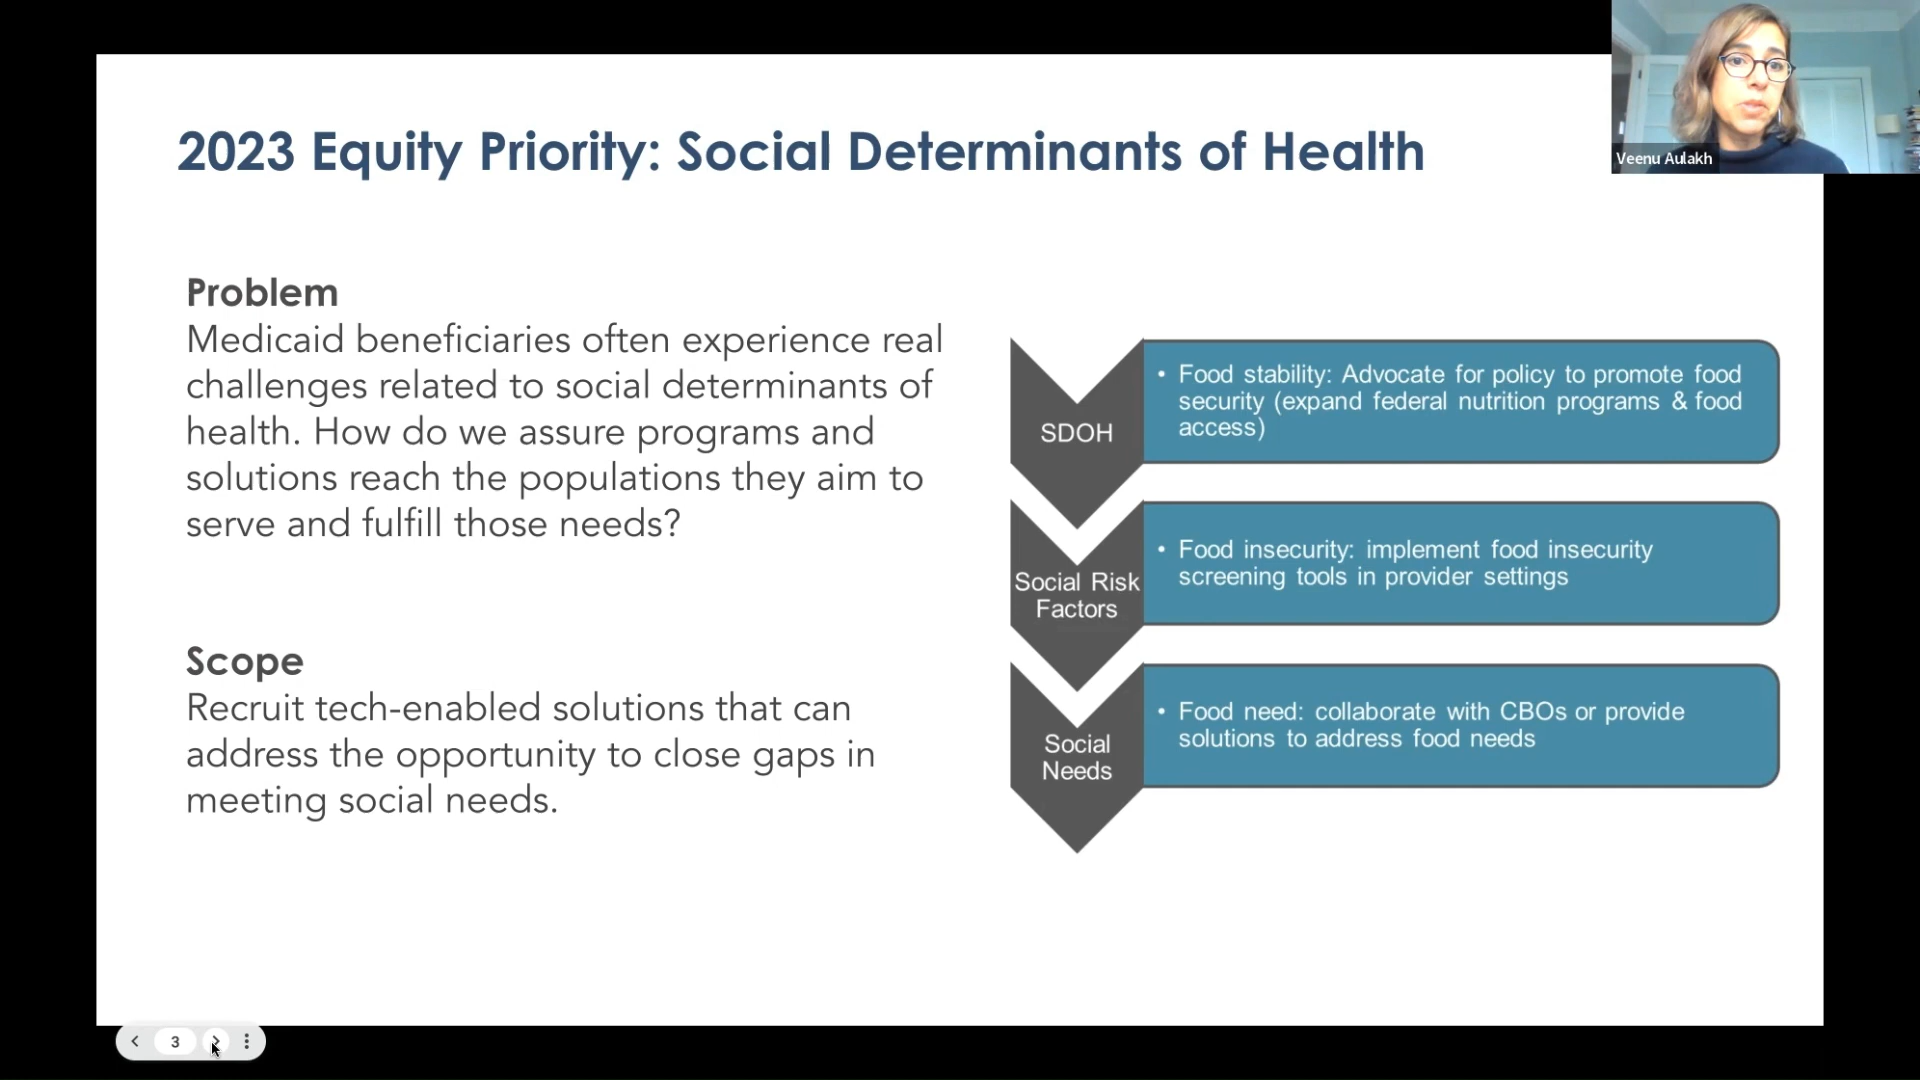 2023 Equity Priority: Social Determinants of Health
Veenu Aulakh
Problem
Medicaid beneficiaries often experience real
challenges related to social determinants of
health. How do we assure programs and
solutions reach the populations they aim to
serve and fulfill those needs?
Scope
Recruit tech-enabled solutions that can
address the opportunity to close gaps in
meeting social needs.
SDOH
• Food stability: Advocate for policy to promote food
security (expand federal nutrition programs & food
access)
Social Risk
Factors
• Food insecurity: implement food insecurity
screening tools in provider settings
Social
Needs
• Food need: collaborate with CBOs or provide
solutions to address food needs
3